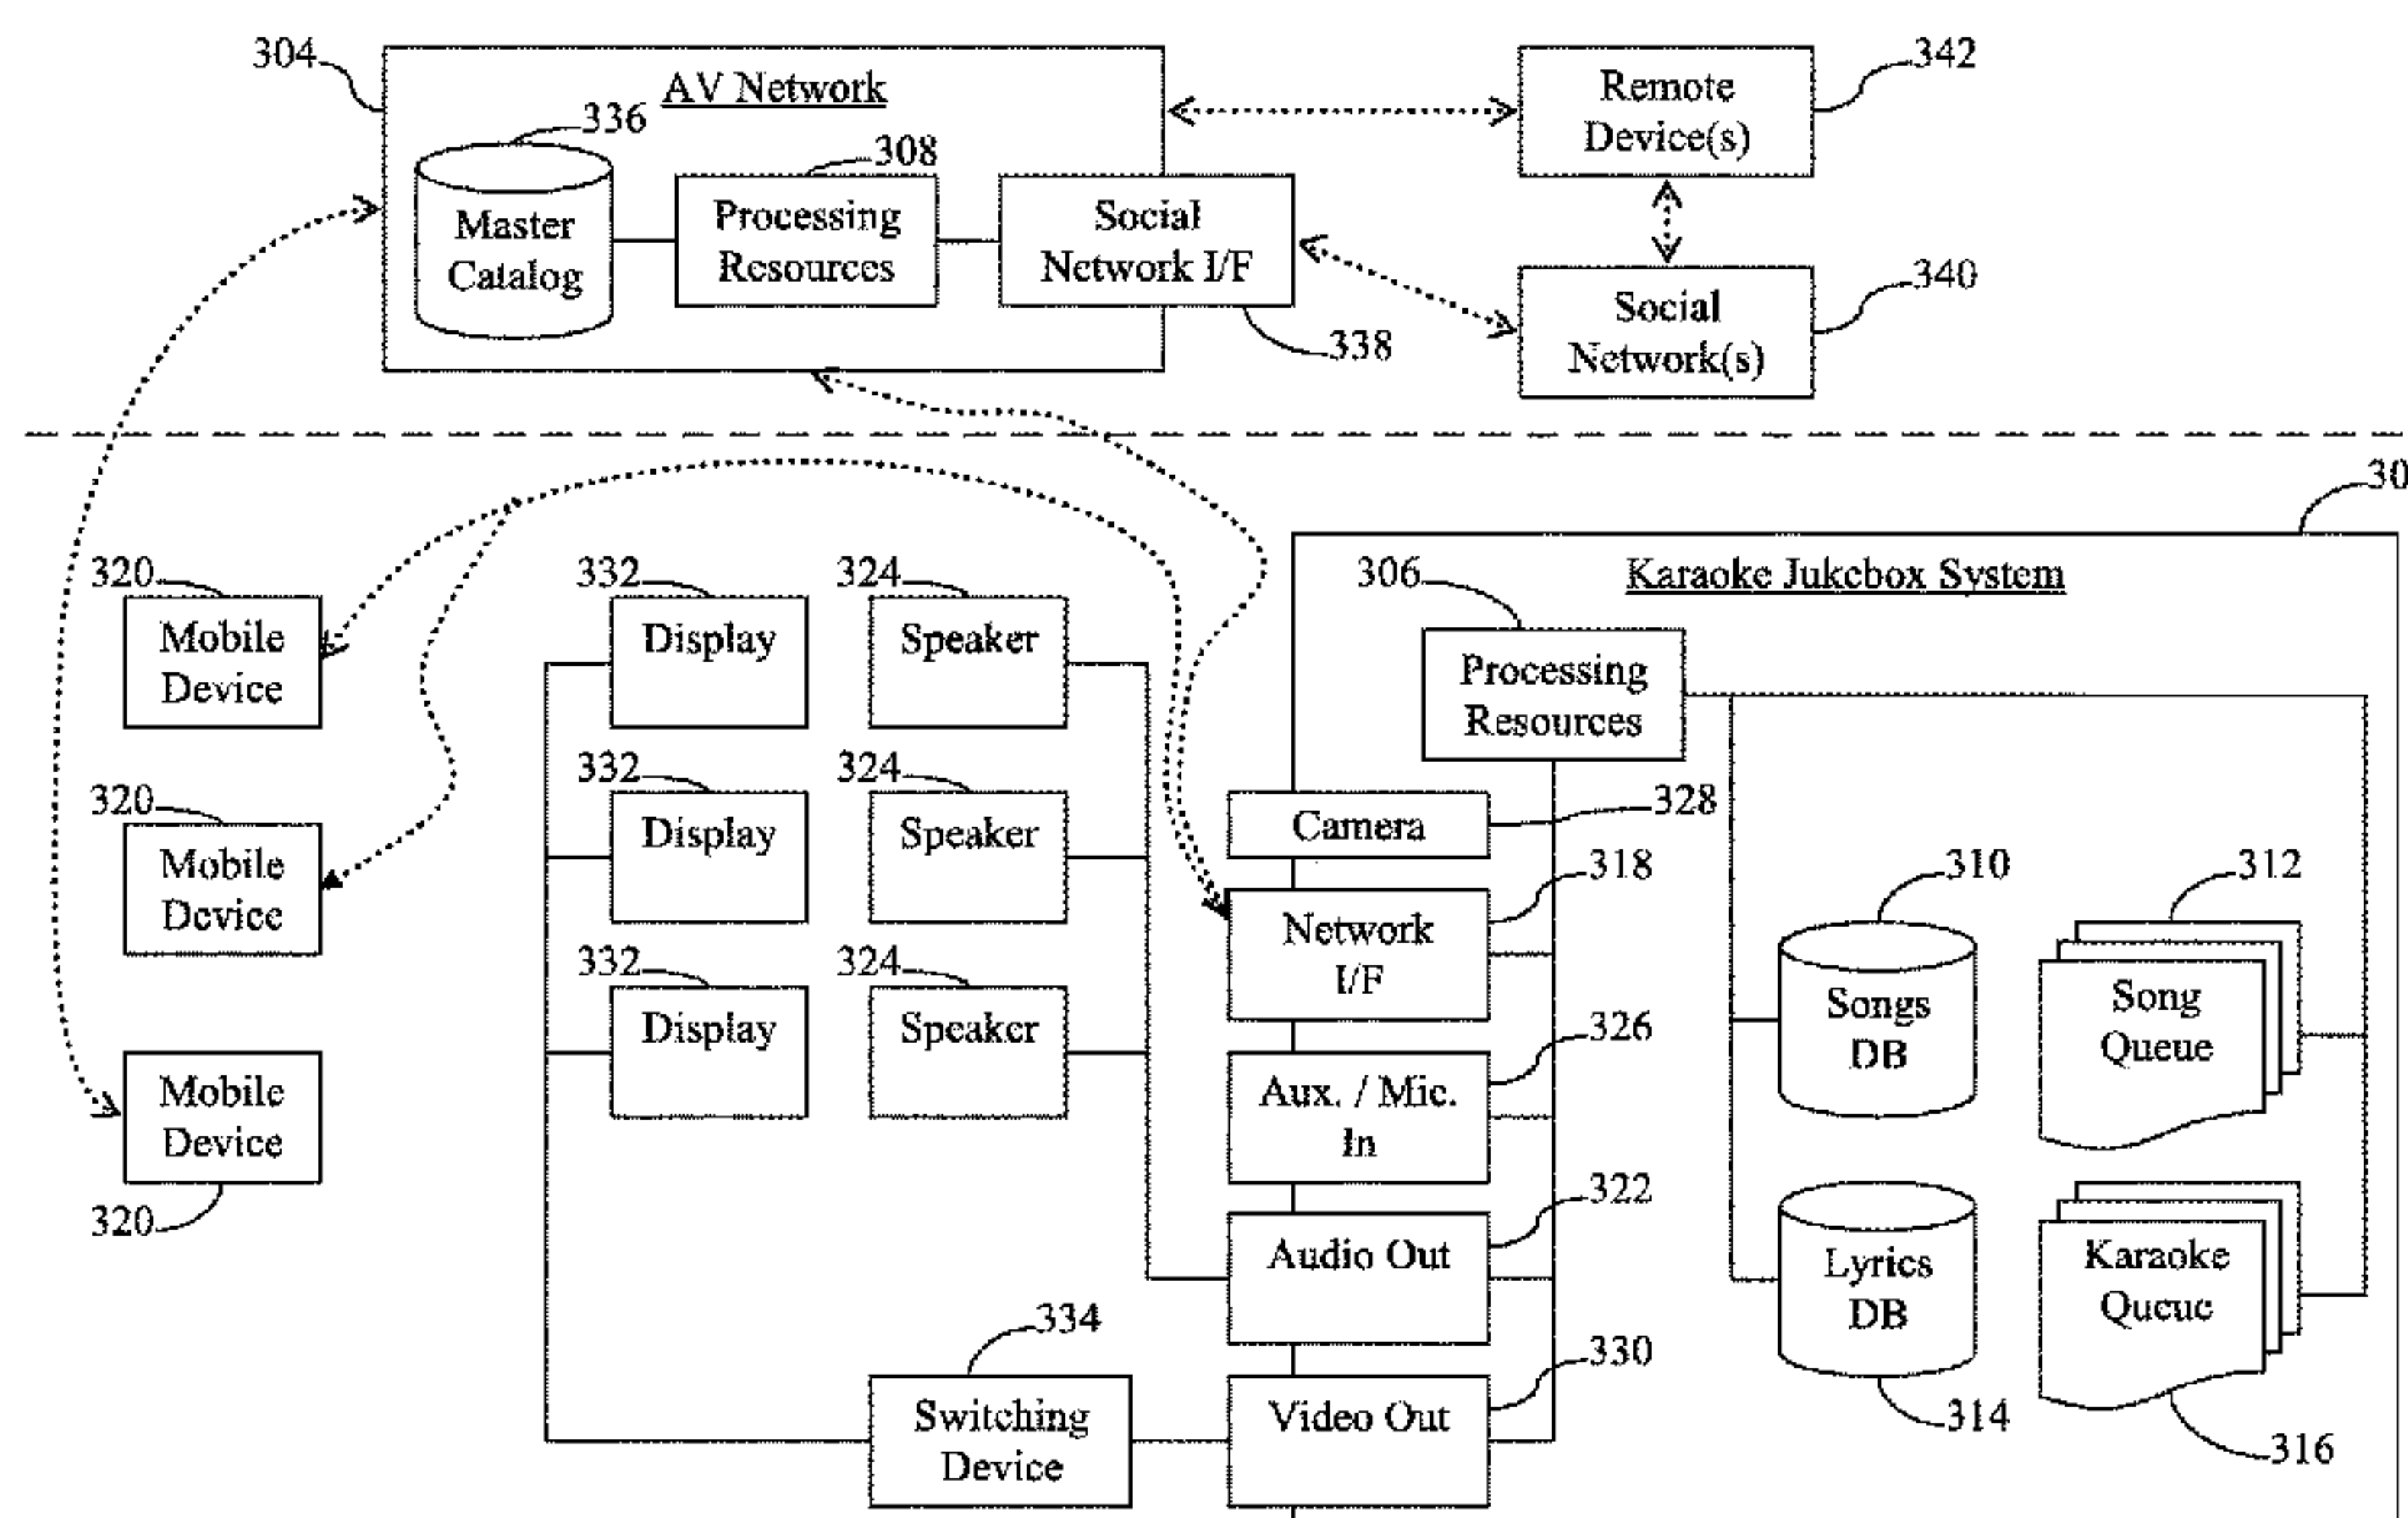 304
AV Network
336
308
Master
Catalog
Processing
Resources
Social
Network I/F
338
Remote
Device(s)
342
Social
Network(s)
340
30
Karaoke Jukebox System
320
Mobile
Device
332
Display
324
Speaker
306
Processing
Resources
320
Mobile
Device
332
Display
324
Speaker
Camera
328
332
Display
324
Speaker
Network
I/F
318
310
Songs
DB
312
Song
Queue
Mobile
Device
320
Aux. / Mic.
In
326
Audio Out
322
Lyrics
DB
314
Karaoke
Queue
316
334
Switching
Device
Video Out
330